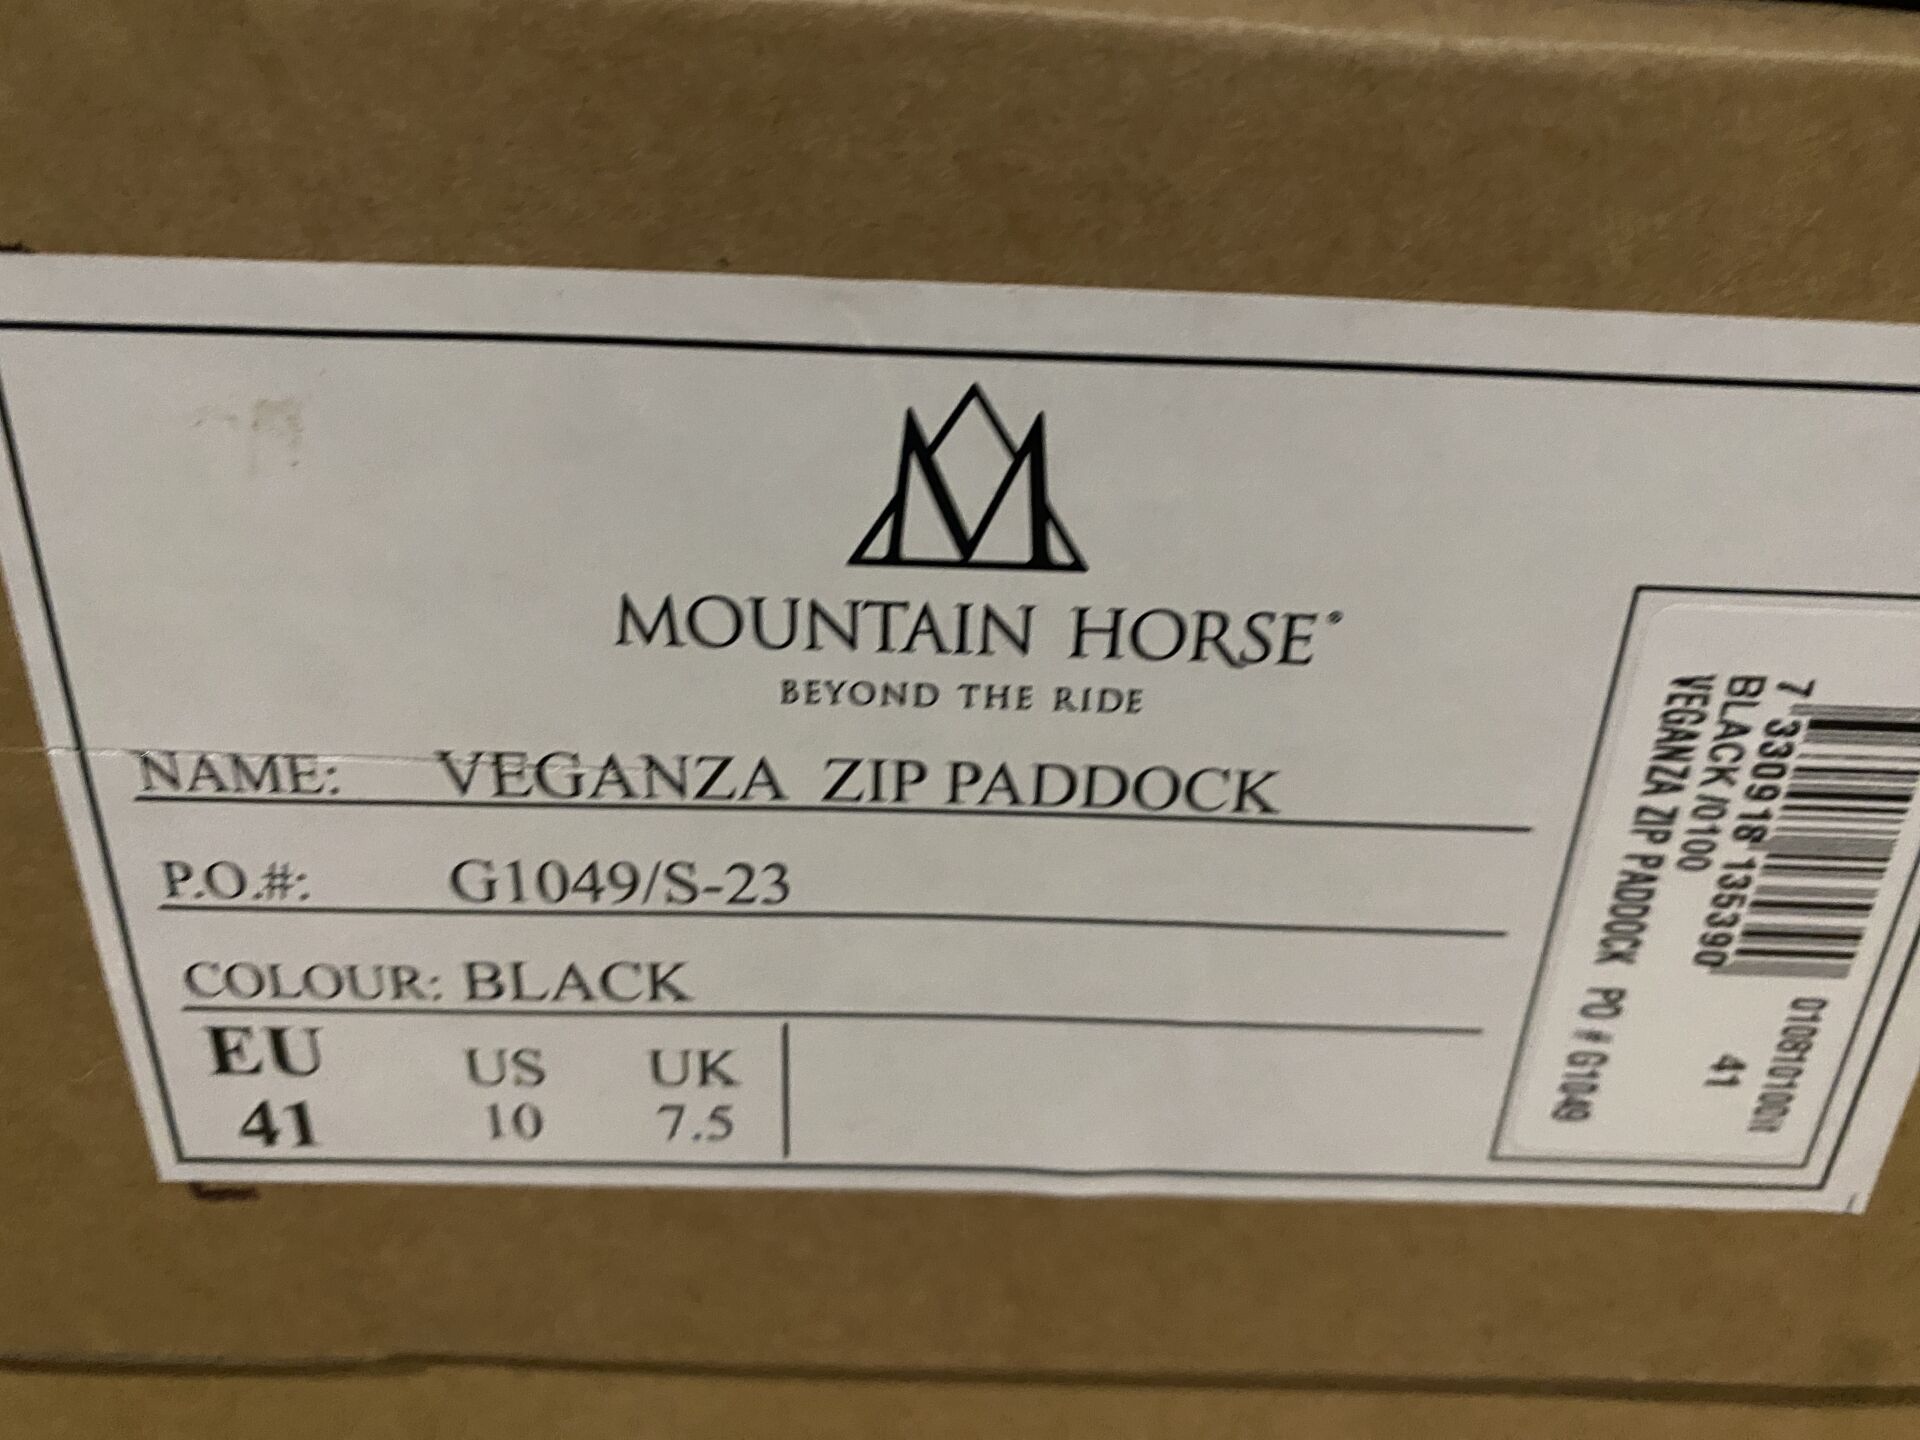 MOUNTAIN HORSE®
BEYOND THE RIDE
NAME: VEGANZA ZIP PADDOCK
P.O.#: G1049/S-23
COLOUR: BLACK
EU US UK
41 10 7.5
7 330918 135390
BLACK /0100 41
VEGANZA ZIP PADDOCK PO # G1049